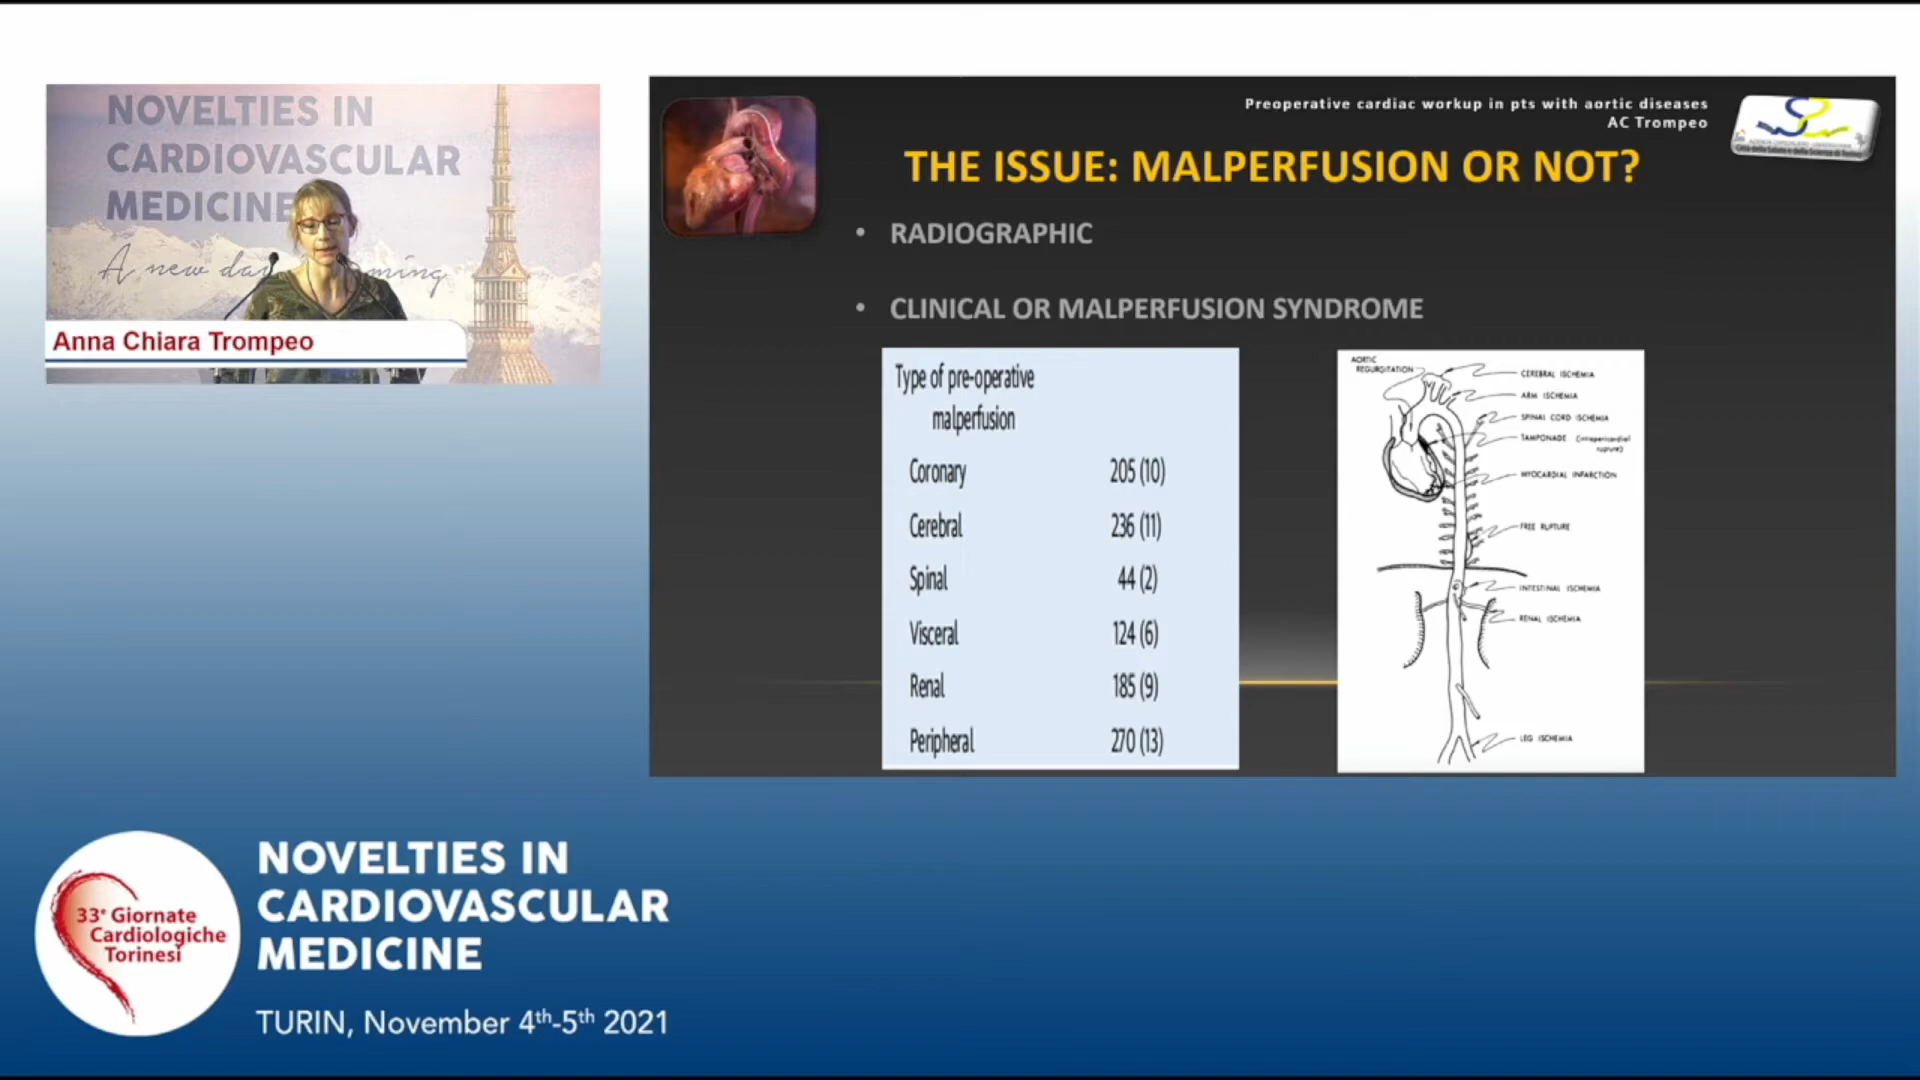 NOVELTIES IN
CARDIOVASCULAR
MEDICINE
A new day
ming
Anna Chiara Trompeo
Preoperative cardiac workup in pts with aortic diseases
AC Trompeo
THE ISSUE: MALPERFUSION OR NOT?
• RADIOGRAPHIC
• CLINICAL OR MALPERFUSION SYNDROME
Type of pre-operative
malperfusion
Coronary 205 (10)
Cerebral 236 (11)
Spinal 44 (2)
Visceral 124 (6)
Renal 185 (9)
Peripheral 270 (13)
AORTIC
REGURGITATION
CEREBRAL ISCHEMIA
ARM ISCHEMIA
SPINAL CORD ISCHEMIA
TAMPONADE (intrapericardial
rupture)
MYOCARDIAL INFARCTION
FREE RUPTURE
INTESTINAL ISCHEMIA
RENAL ISCHEMIA
LEG ISCHEMIA
33° Giornate
Cardiologiche
Torinesi
NOVELTIES IN
CARDIOVASCULAR
MEDICINE
TURIN, November 4th-5th 2021